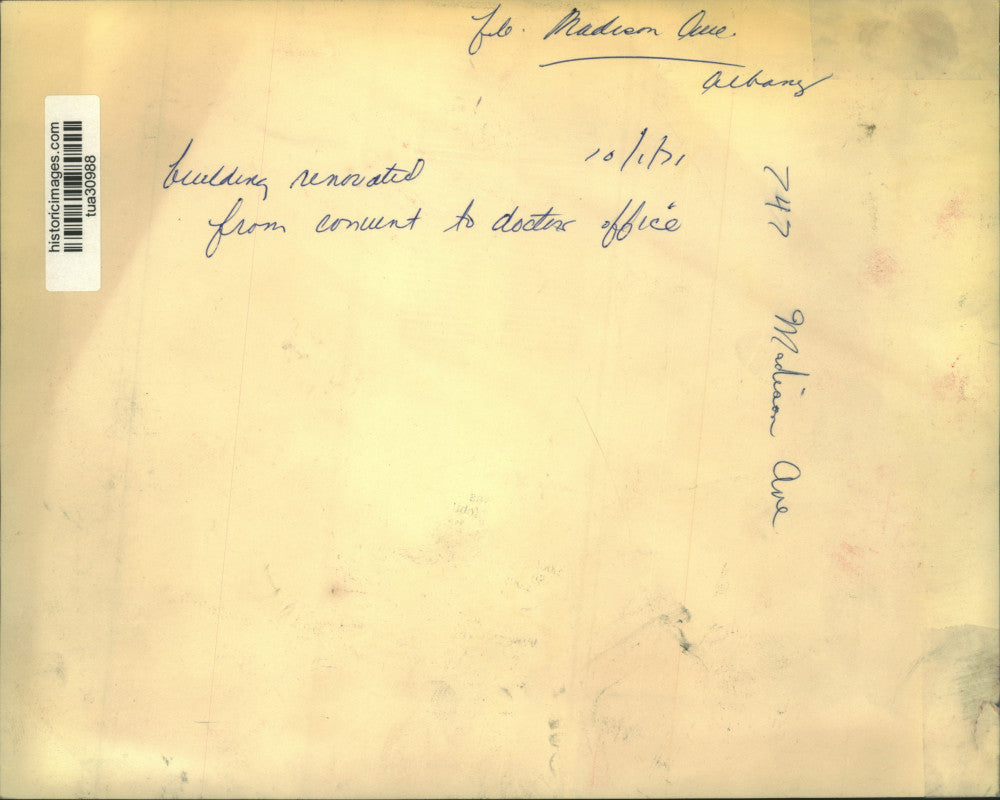 Madison Ave.
Albany
10/1/71
building renovated
from convent to doctor office
747 Madison Ave
historicimages.com
tua30988